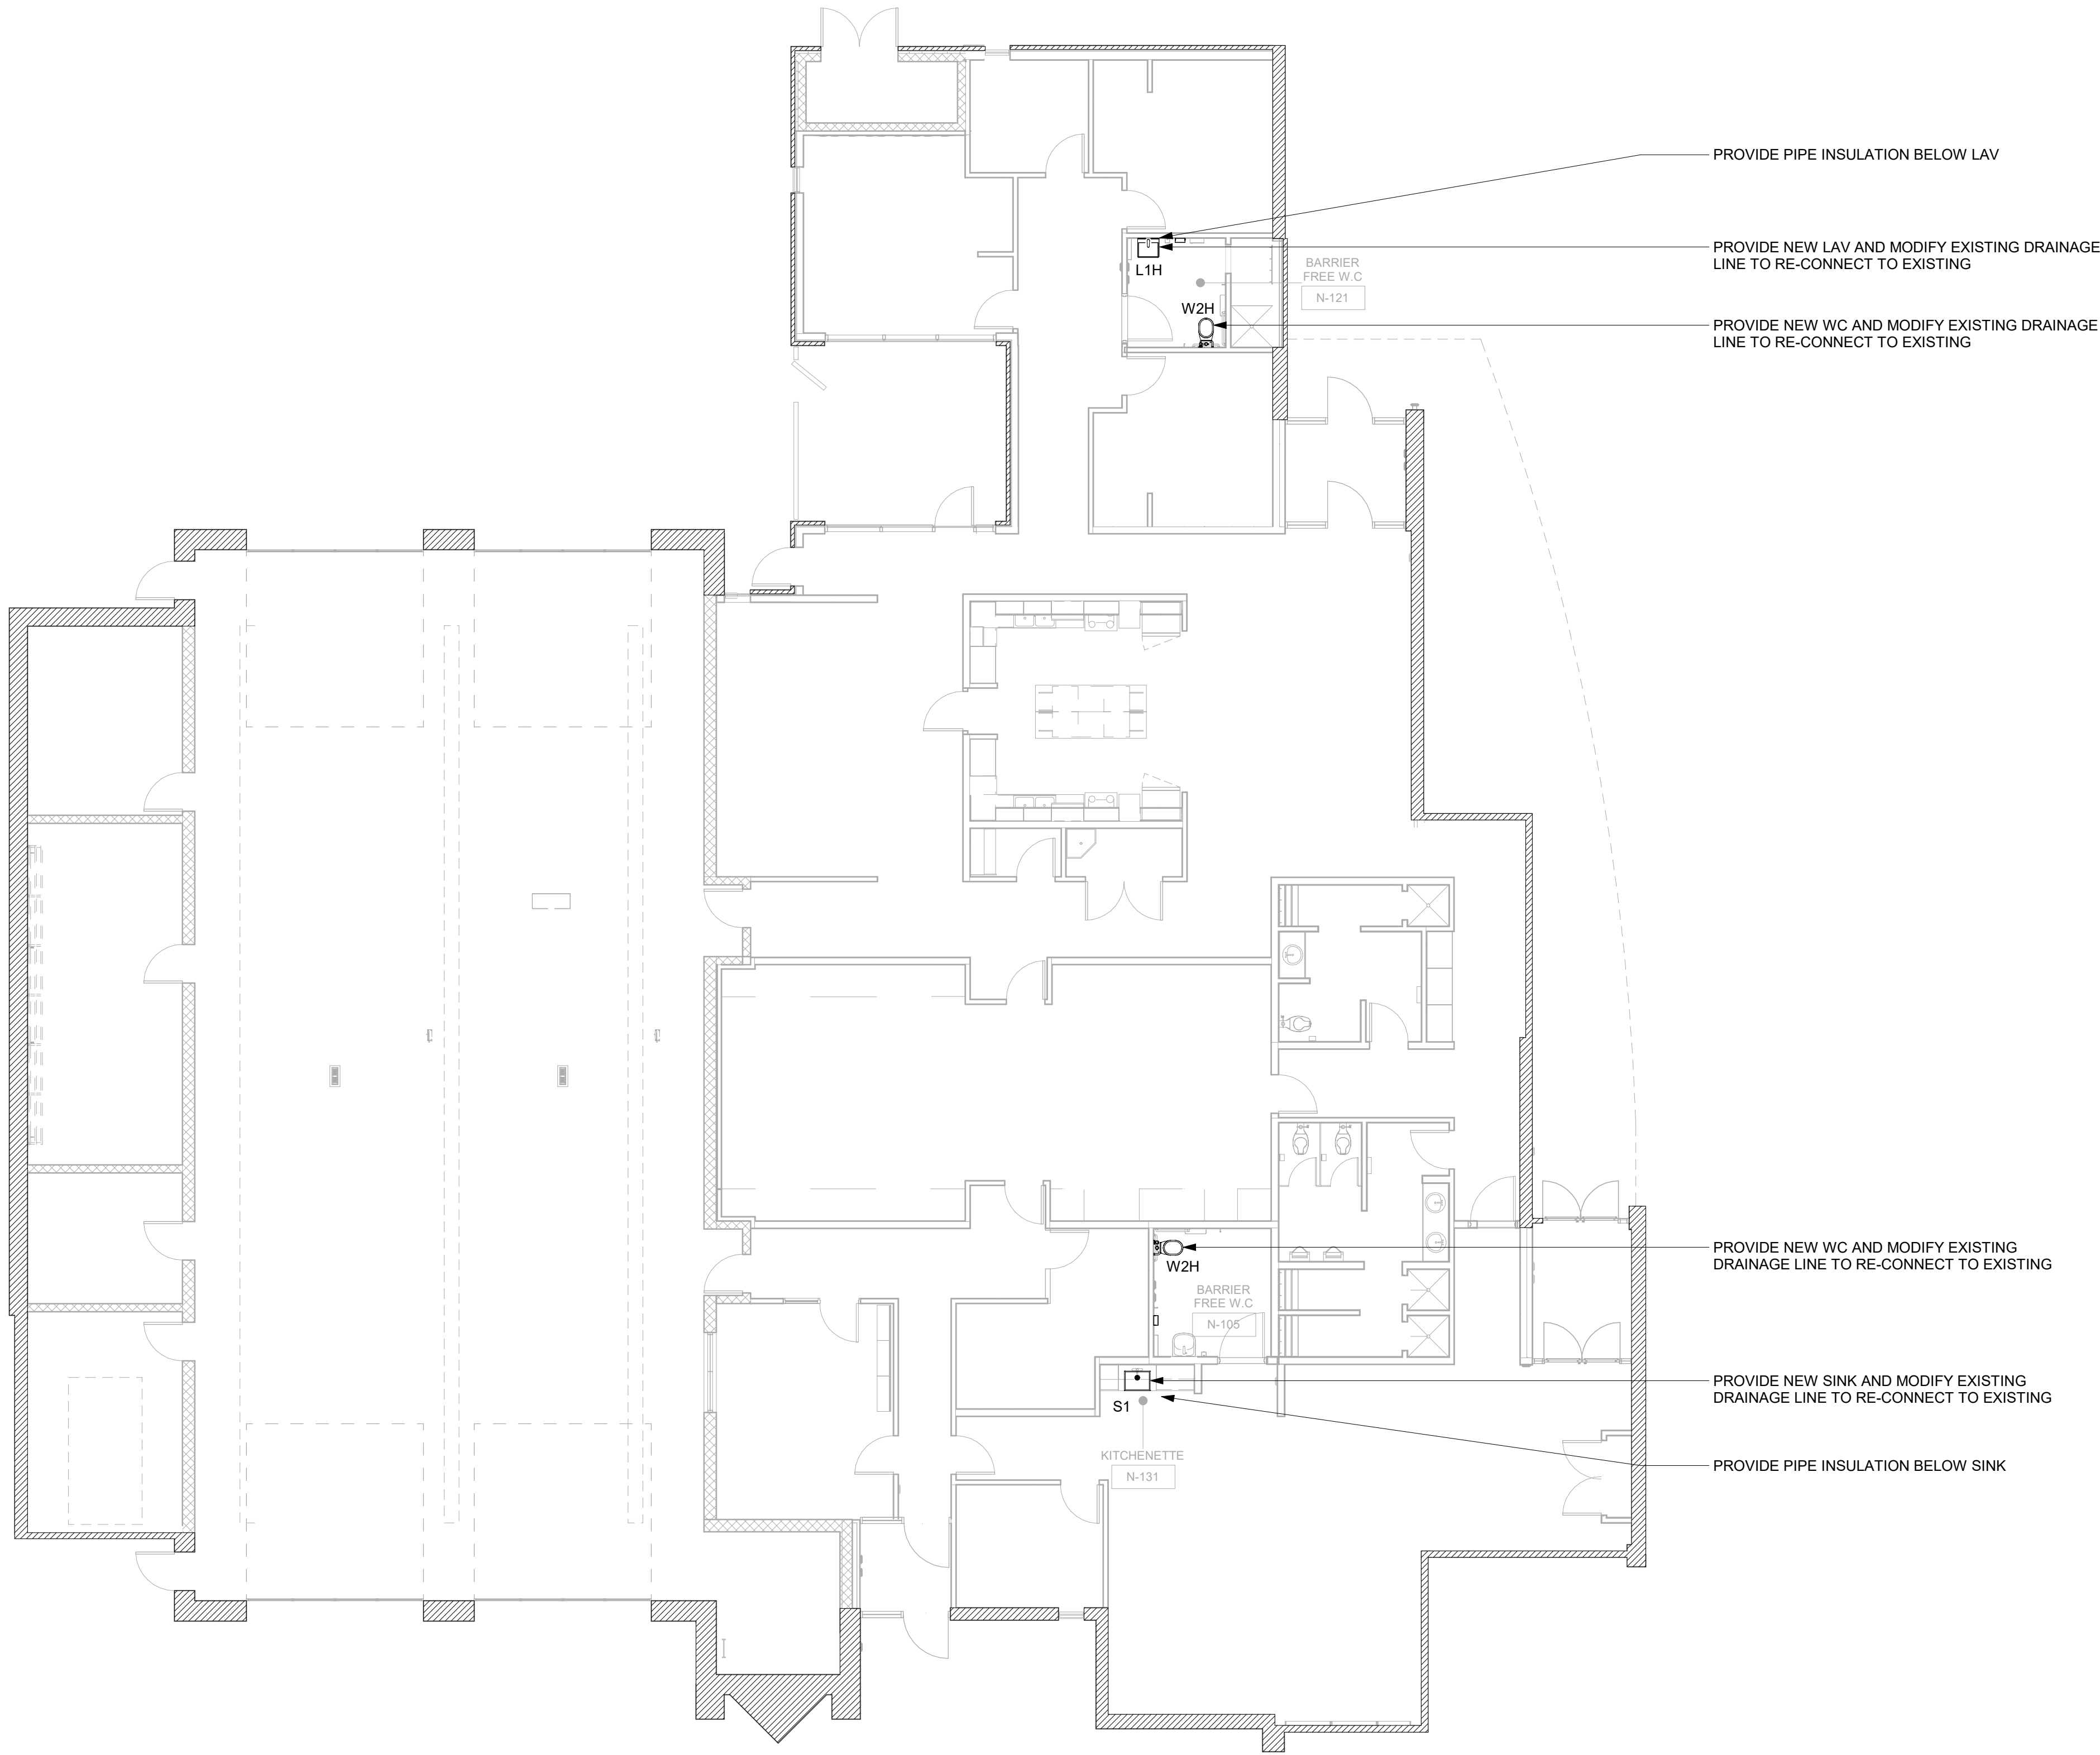 PROVIDE PIPE INSULATION BELOW LAV
PROVIDE NEW LAV AND MODIFY EXISTING DRAINAGE
LINE TO RE-CONNECT TO EXISTING
L1H
BARRIER
FREE W.C
N-121
W2H
PROVIDE NEW WC AND MODIFY EXISTING DRAINAGE
LINE TO RE-CONNECT TO EXISTING
PROVIDE NEW WC AND MODIFY EXISTING
DRAINAGE LINE TO RE-CONNECT TO EXISTING
W2H
BARRIER
FREE W.C
N-105
PROVIDE NEW SINK AND MODIFY EXISTING
DRAINAGE LINE TO RE-CONNECT TO EXISTING
S1
KITCHENETTE
N-131
PROVIDE PIPE INSULATION BELOW SINK